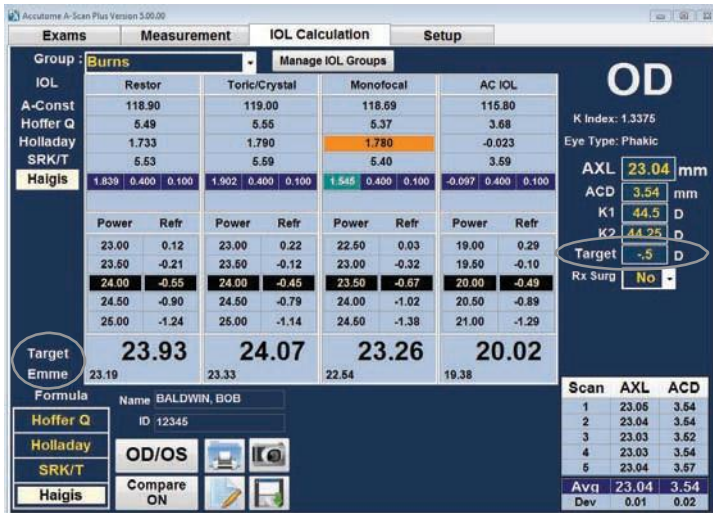 Accutome A-Scan Plus Version 5.00.00
Exams Measurement IOL Calculation Setup
Group : Burns Manage IOL Groups
IOL Restor Toric/Crystal Monofocal AC IOL
A-Const 118.90 119.00 118.69 115.80
Hoffer Q 5.49 5.55 5.37 3.68
Holladay 1.733 1.790 1.780 -0.023
SRK/T 5.53 5.59 5.40 3.59
Haigis 1.839 0.400 0.100 1.902 0.400 0.100 1.545 0.400 0.100 -0.097 0.400 0.100
Power Refr Power Refr Power Refr Power Refr
23.00 0.12 23.00 0.22 22.50 0.03 19.00 0.29
23.50 -0.21 23.50 -0.12 23.00 -0.32 19.50 -0.10
24.00 -0.55 24.00 -0.45 23.50 -0.67 20.00 -0.49
24.50 -0.90 24.50 -0.79 24.00 -1.02 20.50 -0.89
25.00 -1.24 25.00 -1.14 24.50 -1.38 21.00 -1.29
Target 23.93 24.07 23.26 20.02
Emme 23.19 23.33 22.54 19.38
OD
K Index: 1.3375
Eye Type: Phakic
AXL 23.04 mm
ACD 3.54 mm
K1 44.5 D
K2 44.25 D
Target -.5 D
Rx Surg No
Formula
Hoffer Q
Holladay
SRK/T
Haigis
Name BALDWIN, BOB
ID 12345
OD/OS
Compare
ON
Scan AXL ACD
1 23.05 3.54
2 23.04 3.54
3 23.03 3.52
4 23.03 3.54
5 23.04 3.57
Avg 23.04 3.54
Dev 0.01 0.02